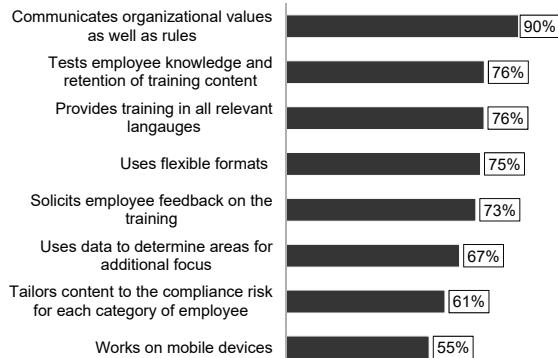 Communicates organizational values
as well as rules
90%
Tests employee knowledge and
retention of training content
76%
Provides training in all relevant
langauges
76%
Uses flexible formats
75%
Solicits employee feedback on the
training
73%
Uses data to determine areas for
additional focus
67%
Tailors content to the compliance risk
for each category of employee
61%
Works on mobile devices
55%